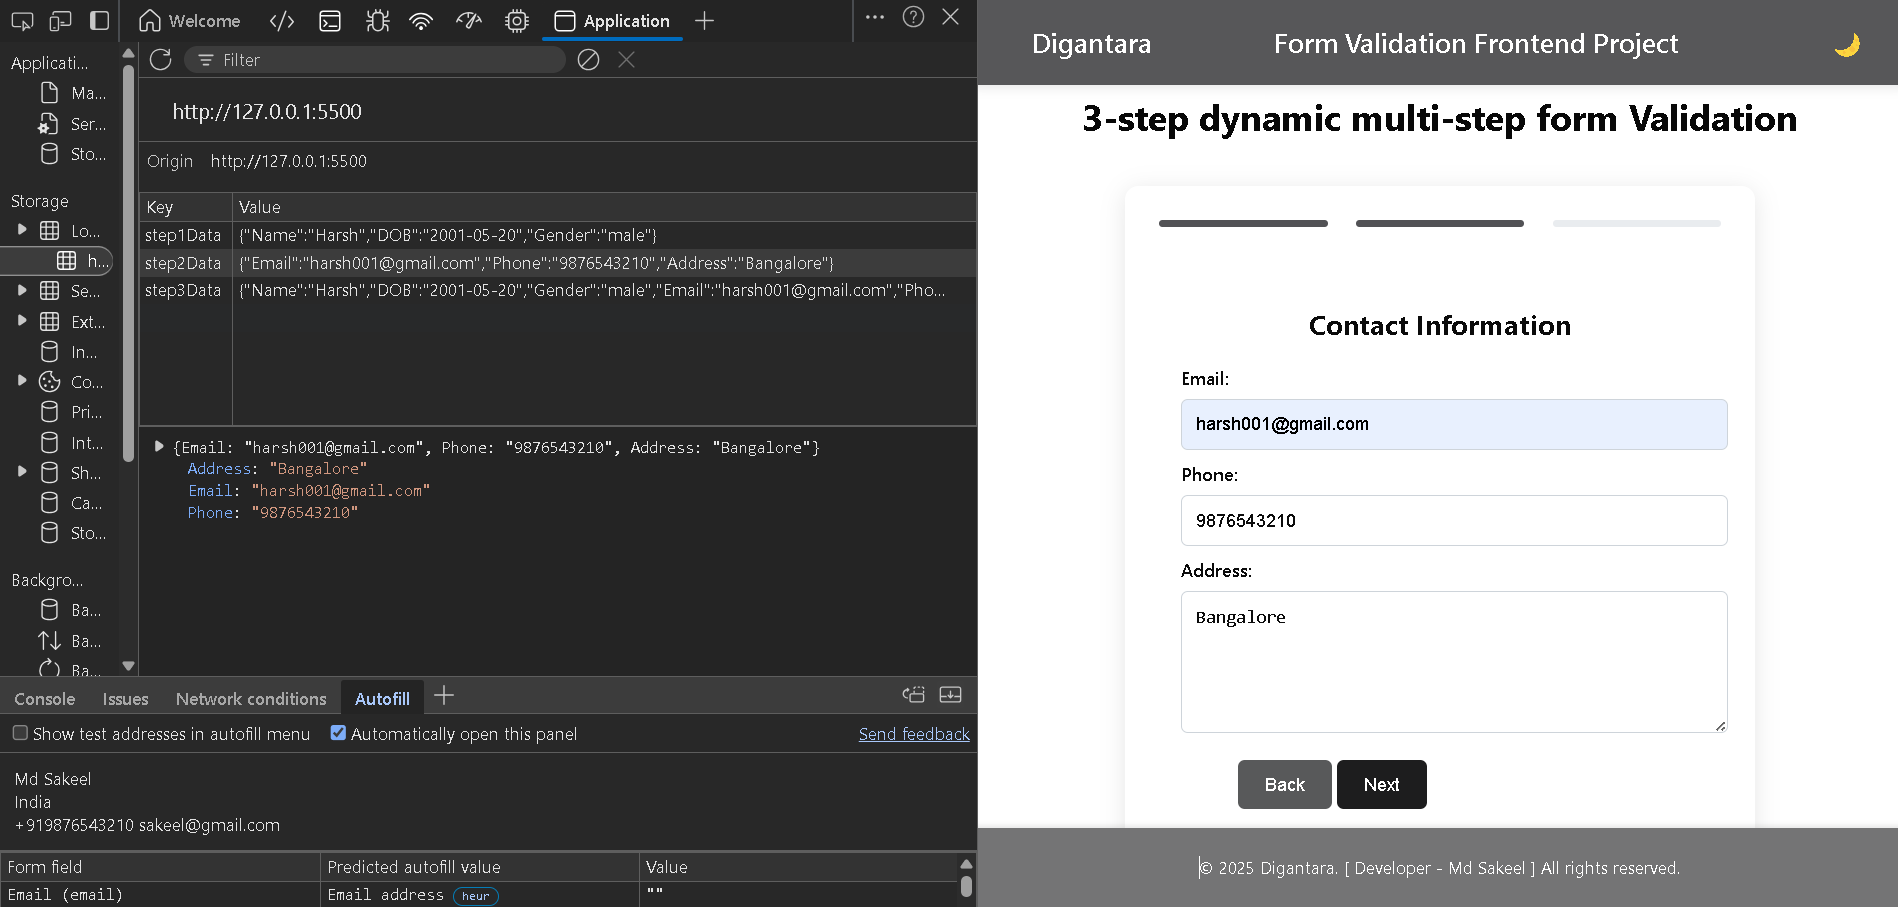 Welcome
Application
Applicati...
Ma...
Ser...
Sto...
Storage
Lo...
h...
Se...
Ext...
In...
Co...
Pri...
Int...
Sh...
Ca...
Sto...
Backgro...
Ba...
Ba...
Ba...
Filter
http://127.0.0.1:5500
Origin http://127.0.0.1:5500
Key Value
step1Data {"Name":"Harsh","DOB":"2001-05-20","Gender":"male"}
step2Data {"Email":"harsh001@gmail.com","Phone":"9876543210","Address":"Bangalore"}
step3Data {"Name":"Harsh","DOB":"2001-05-20","Gender":"male","Email":"harsh001@gmail.com","Pho...
{Email: "harsh001@gmail.com", Phone: "9876543210", Address: "Bangalore"}
Address: "Bangalore"
Email: "harsh001@gmail.com"
Phone: "9876543210"
Console Issues Network conditions Autofill
Show test addresses in autofill menu Automatically open this panel Send feedback
Md Sakeel
India
+919876543210 sakeel@gmail.com
Form field Predicted autofill value Value
Email (email) Email address heur ""
Digantara Form Validation Frontend Project
3-step dynamic multi-step form Validation
Contact Information
Email:
harsh001@gmail.com
Phone:
9876543210
Address:
Bangalore
Back Next
© 2025 Digantara. [ Developer - Md Sakeel ] All rights reserved.